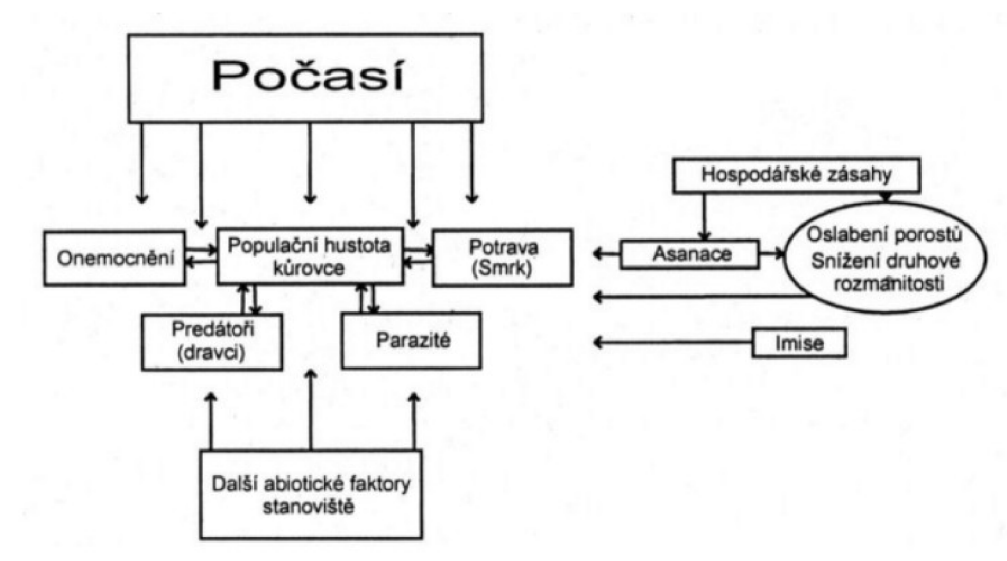 Počasí
Hospodářské zásahy
Onemocnění
Populační hustota
kůrovce
Potrava
(Smrk)
Asanace
Oslabení porostů
Snížení druhové
rozmanitosti
Predátoři
(dravci)
Parazité
Imise
Další abiotické faktory
stanoviště